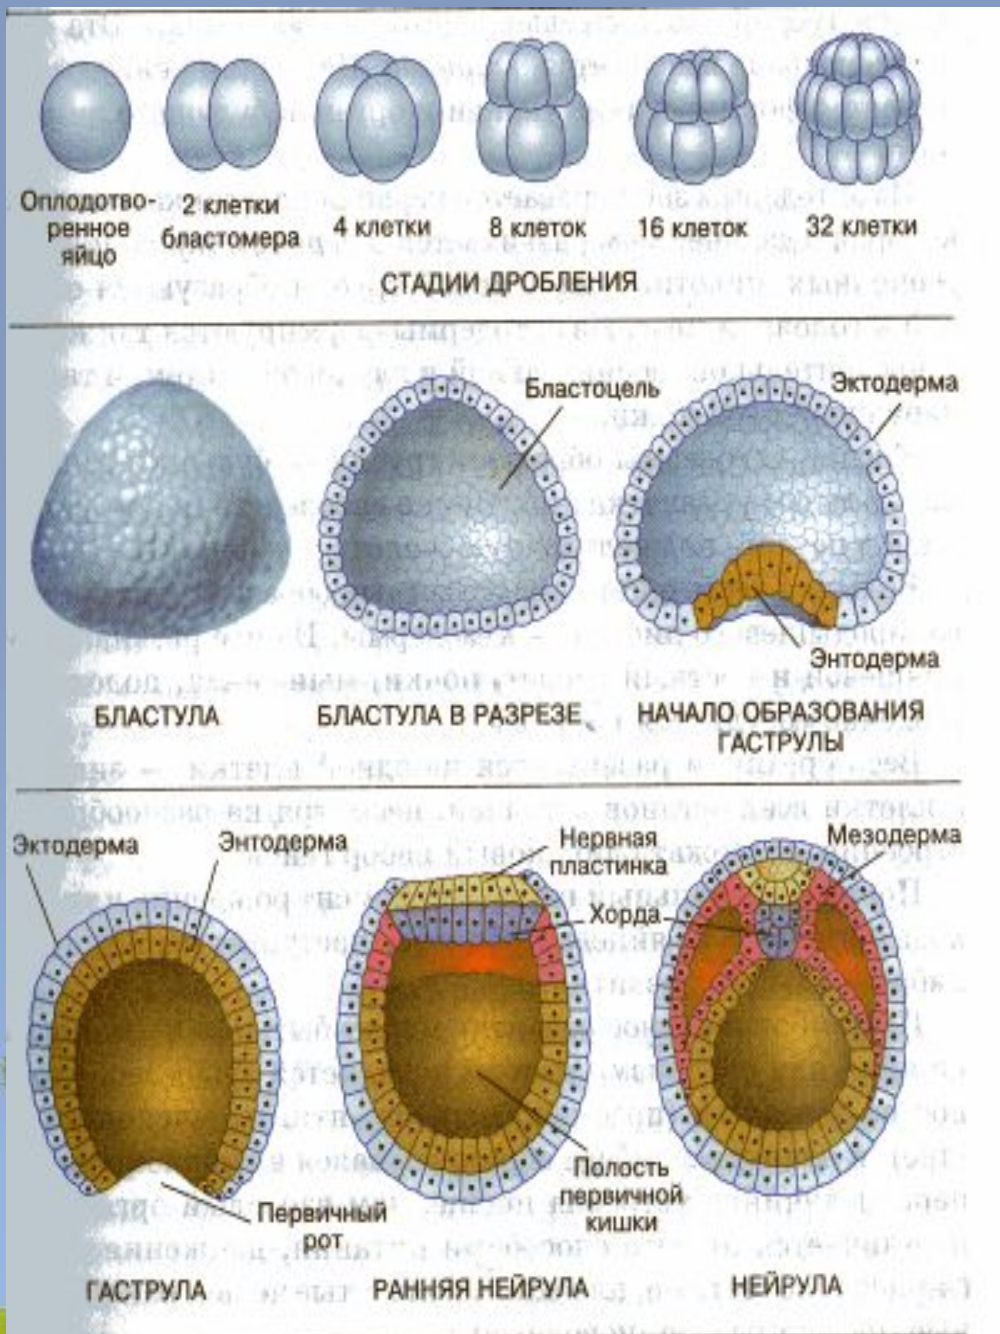 Оплодотво-
ренное
яйцо
2 клетки
бластомера
4 клетки
8 клеток
16 клеток
32 клетки
СТАДИИ ДРОБЛЕНИЯ
Бластоцель
Эктодерма
Энтодерма
БЛАСТУЛА
БЛАСТУЛА В РАЗРЕЗЕ
НАЧАЛО ОБРАЗОВАНИЯ
ГАСТРУЛЫ
Эктодерма
Энтодерма
Нервная
пластинка
Мезодерма
Хорда
Первичный
рот
Полость
первичной
кишки
ГАСТРУЛА
РАННЯЯ НЕЙРУЛА
НЕЙРУЛА